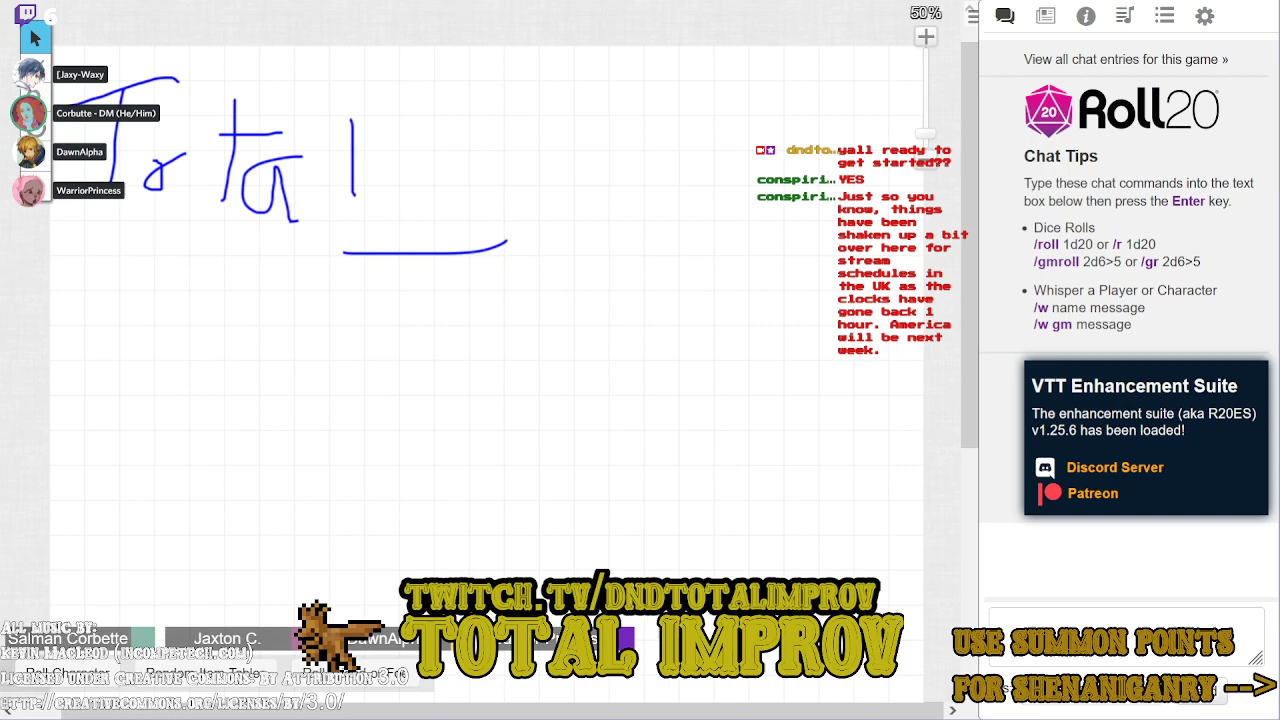 6
50%
[Jaxy-Waxy
Corbutte - DM (He/Him)
DawnAlpha
WarriorPrincess
Total
dndto… yall ready to
get started??
conspiri… YES
conspiri… Just so you
know, things
have been
shaken up a bit
over here for
stream
schedules in
the UK as the
clocks have
gone back 1
hour. America
will be next
week.
View all chat entries for this game »
20 Roll20
Chat Tips
Type these chat commands into the text
box below then press the Enter key.
• Dice Rolls
/roll 1d20 or /r 1d20
/gmroll 2d6>5 or /gr 2d6>5
• Whisper a Player or Character
/w name message
/w gm message
VTT Enhancement Suite
The enhancement suite (aka R20ES)
v1.25.6 has been loaded!
Discord Server
Patreon
TWITCH.TV/DNDTOTALIMPROV
TOTAL IMPROV
ALL MUSIC BY:
Salman Corbette
Jaxton C.
KEVIN MACLEOD (INCOMPETECH.COM)
LICENSED UNDER CREATIVE COMMONS BY ATTRIBUTION 3.0
HTTP://CREATIVECOMMONS.ORG/LICENSES/BY/3.0/
USE SUMMON POINTS
FOR SHENANIGANRY -->